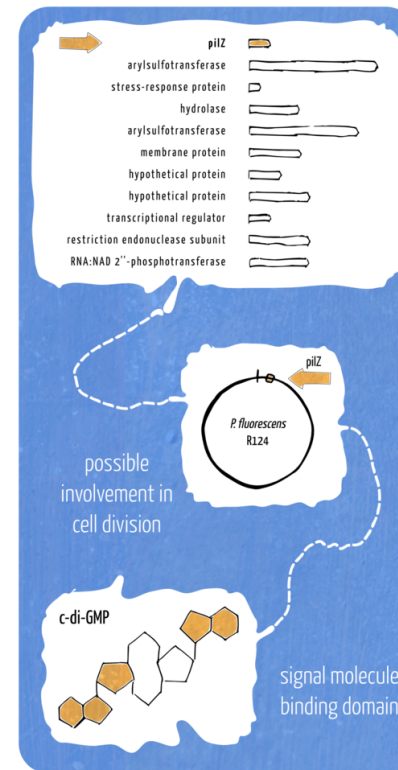 pilZ
arylsulfotransferase
stress-response protein
hydrolase
arylsulfotransferase
membrane protein
hypothetical protein
hypothetical protein
transcriptional regulator
restriction endonuclease subunit
RNA:NAD 2''-phosphotransferase
pilZ
P. fluorescens
R124
possible
involvement in
cell division
c-di-GMP
signal molecule
binding domain